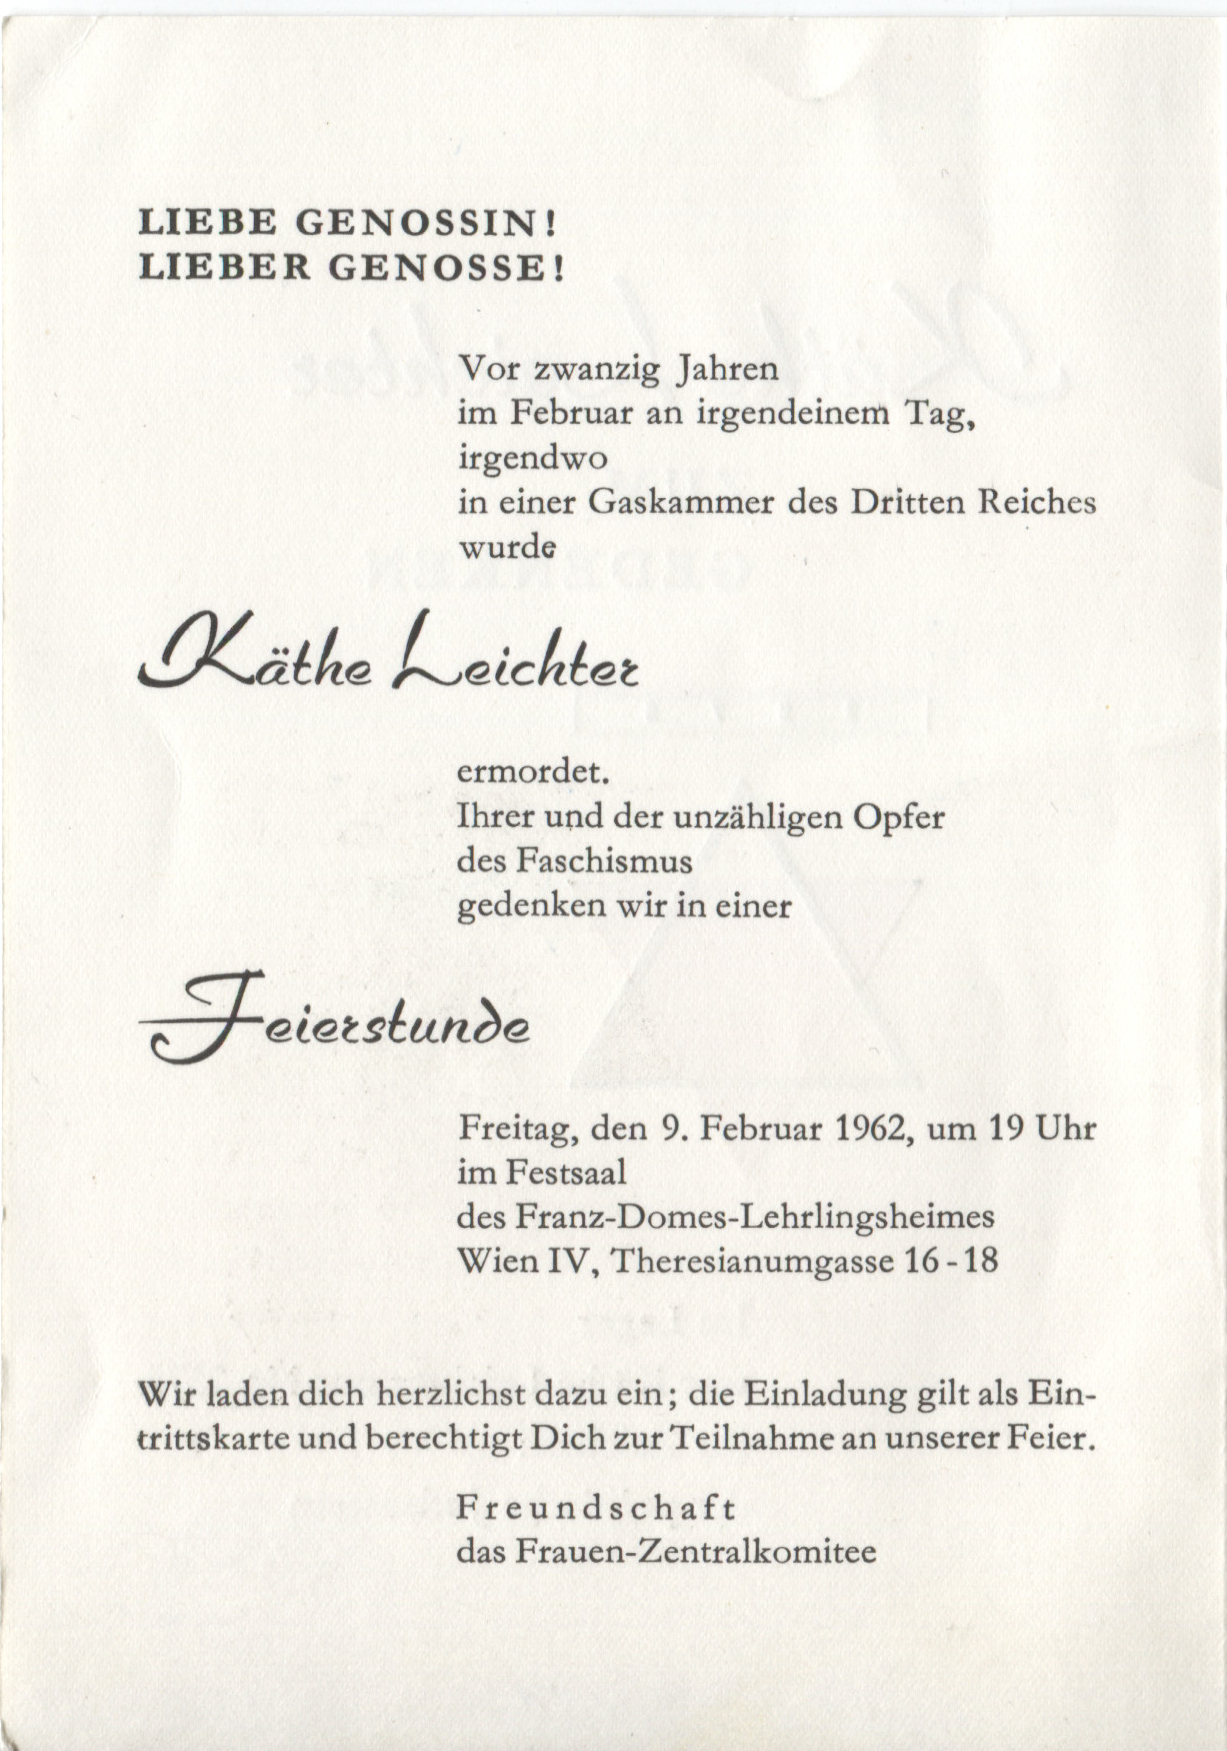 LIEBE GENOSSIN!
LIEBER GENOSSE!
Vor zwanzig Jahren
im Februar an irgendeinem Tag,
irgendwo
in einer Gaskammer des Dritten Reiches
wurde
Käthe Leichter
ermordet.
Ihrer und der unzähligen Opfer
des Faschismus
gedenken wir in einer
Feierstunde
Freitag, den 9. Februar 1962, um 19 Uhr
im Festsaal
des Franz-Domes-Lehrlingsheimes
Wien IV, Theresianumgasse 16-18
Wir laden dich herzlichst dazu ein; die Einladung gilt als Ein-
trittskarte und berechtigt Dich zur Teilnahme an unserer Feier.
Freundschaft
das Frauen-Zentralkomitee